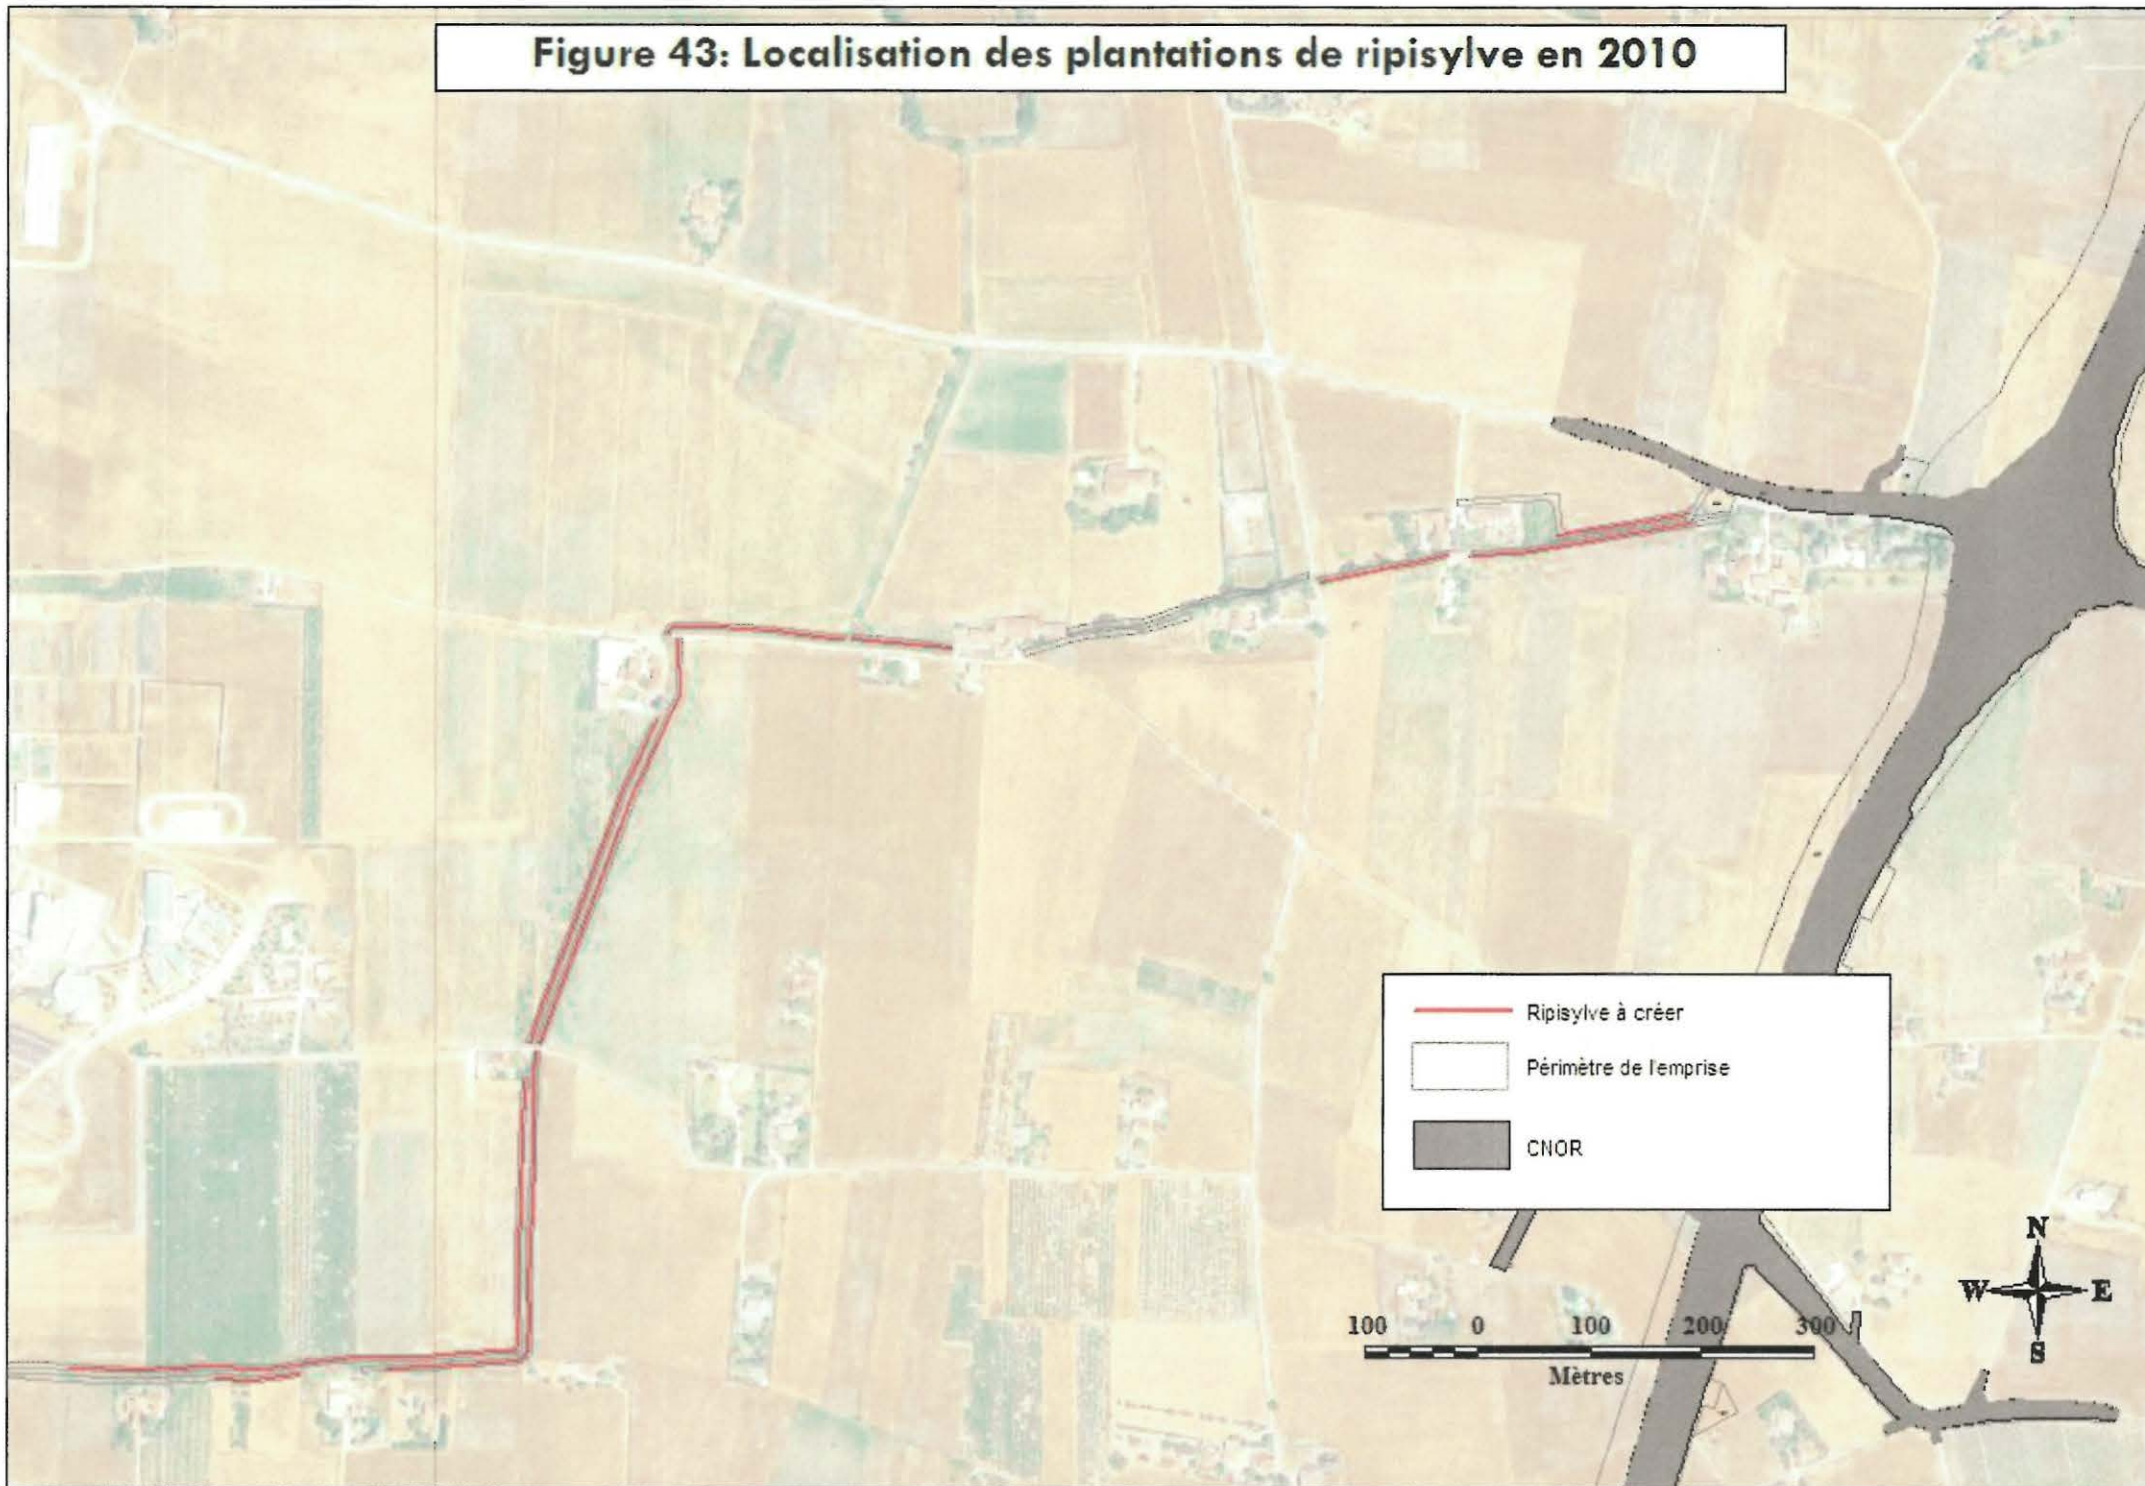 Figure 43: Localisation des plantations de ripisylve en 2010
Ripisylve à créer
Périmètre de l'emprise
CNOR
N
W E
S
100 0 100 200 300
Mètres